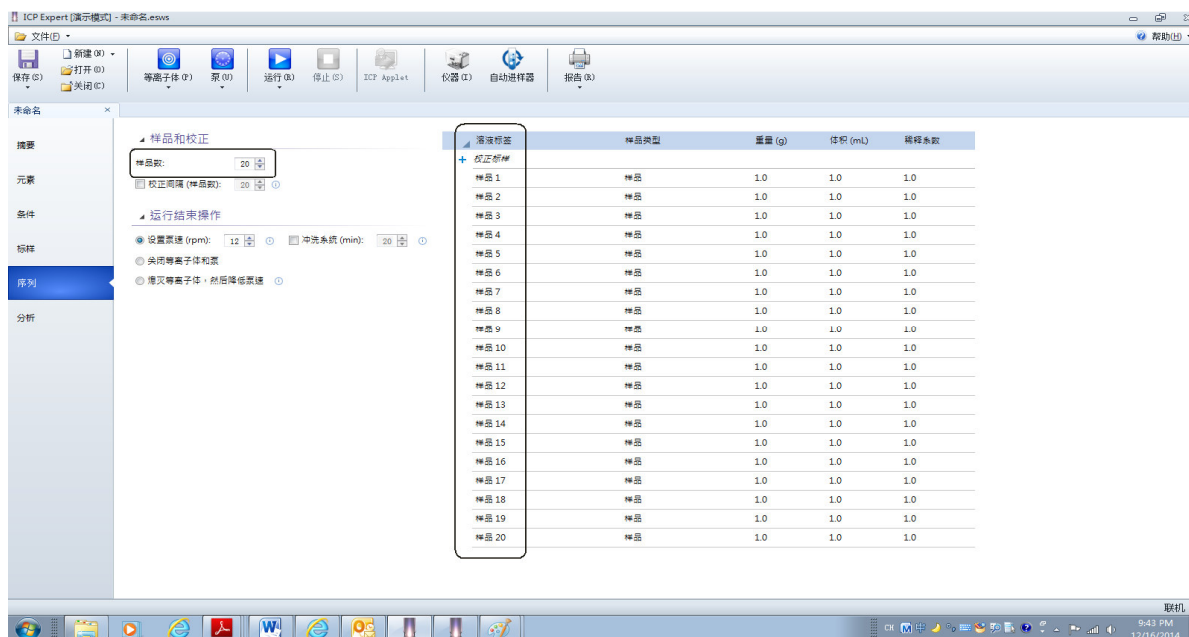 ICP Expert [演示模式] - 未命名.esws
文件(F)
帮助(H)
保存(S)
新建(N)
打开(O)
关闭(C)
等离子体(P)
泵(U)
运行(R)
停止(S)
ICP Applet
仪器(I)
自动进样器
报告(R)
未命名 ×
摘要
元素
条件
标样
序列
分析
样品和校正
样品数: 20
校正间隔 (样品数): 20
运行结束操作
设置泵速 (rpm): 12 冲洗系统 (min): 20
关闭等离子体和泵
熄灭等离子体，然后降低泵速
溶液标签 样品类型 重量 (g) 体积 (mL) 稀释系数
+ 校正标样
样品 1 样品 1.0 1.0 1.0
样品 2 样品 1.0 1.0 1.0
样品 3 样品 1.0 1.0 1.0
样品 4 样品 1.0 1.0 1.0
样品 5 样品 1.0 1.0 1.0
样品 6 样品 1.0 1.0 1.0
样品 7 样品 1.0 1.0 1.0
样品 8 样品 1.0 1.0 1.0
样品 9 样品 1.0 1.0 1.0
样品 10 样品 1.0 1.0 1.0
样品 11 样品 1.0 1.0 1.0
样品 12 样品 1.0 1.0 1.0
样品 13 样品 1.0 1.0 1.0
样品 14 样品 1.0 1.0 1.0
样品 15 样品 1.0 1.0 1.0
样品 16 样品 1.0 1.0 1.0
样品 17 样品 1.0 1.0 1.0
样品 18 样品 1.0 1.0 1.0
样品 19 样品 1.0 1.0 1.0
样品 20 样品 1.0 1.0 1.0
联机
CH
9:43 PM
12/16/2014